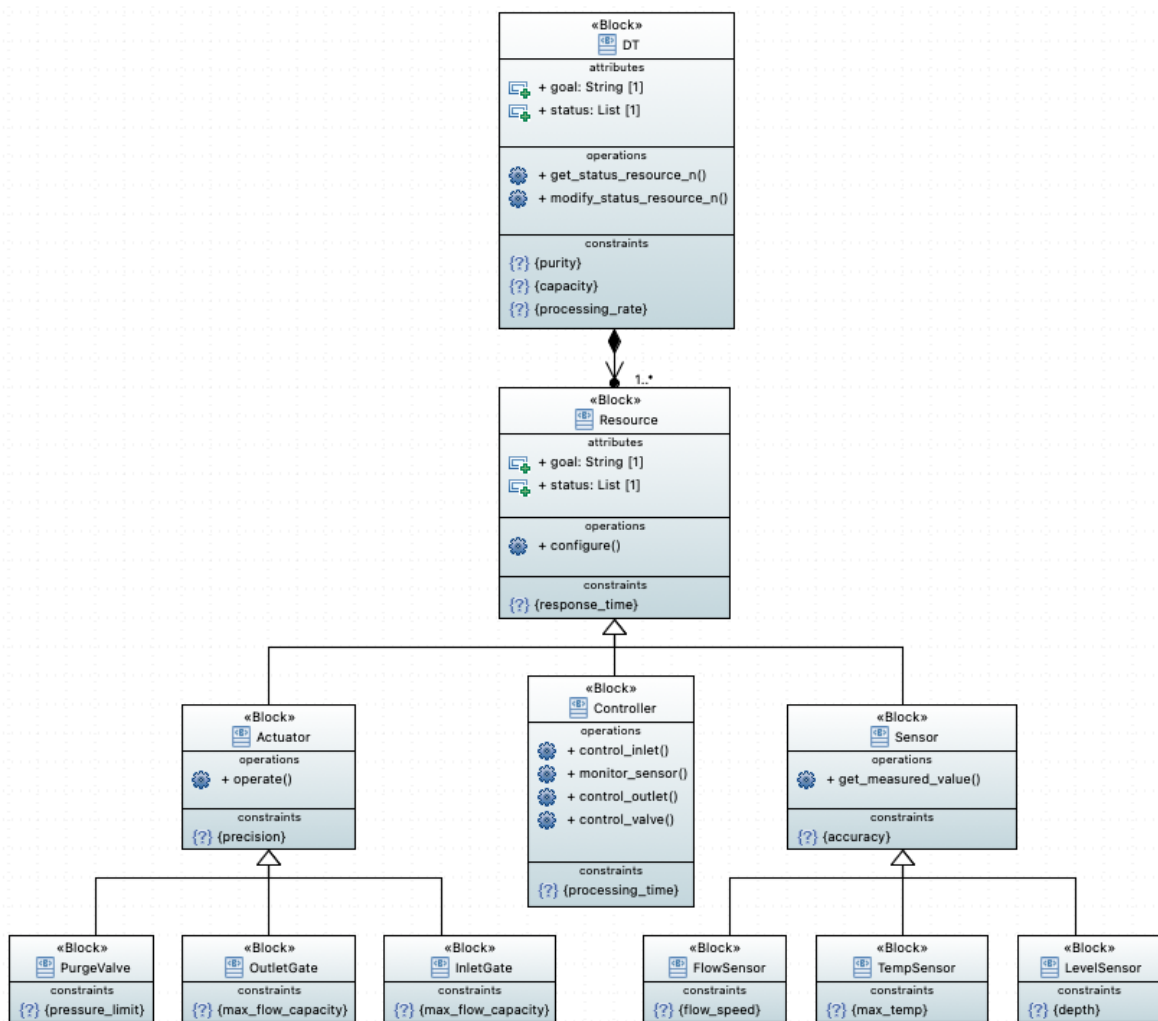 «Block»
DT
attributes
+ goal: String [1]
+ status: List [1]
operations
+ get_status_resource_n()
+ modify_status_resource_n()
constraints
{?} {purity}
{?} {capacity}
{?} {processing_rate}
1..*
«Block»
Resource
attributes
+ goal: String [1]
+ status: List [1]
operations
+ configure()
constraints
{?} {response_time}
«Block»
Actuator
operations
+ operate()
constraints
{?} {precision}
«Block»
Controller
operations
+ control_inlet()
+ monitor_sensor()
+ control_outlet()
+ control_valve()
constraints
{?} {processing_time}
«Block»
Sensor
operations
+ get_measured_value()
constraints
{?} {accuracy}
«Block»
PurgeValve
constraints
{?} {pressure_limit}
«Block»
OutletGate
constraints
{?} {max_flow_capacity}
«Block»
InletGate
constraints
{?} {max_flow_capacity}
«Block»
FlowSensor
constraints
{?} {flow_speed}
«Block»
TempSensor
constraints
{?} {max_temp}
«Block»
LevelSensor
constraints
{?} {depth}